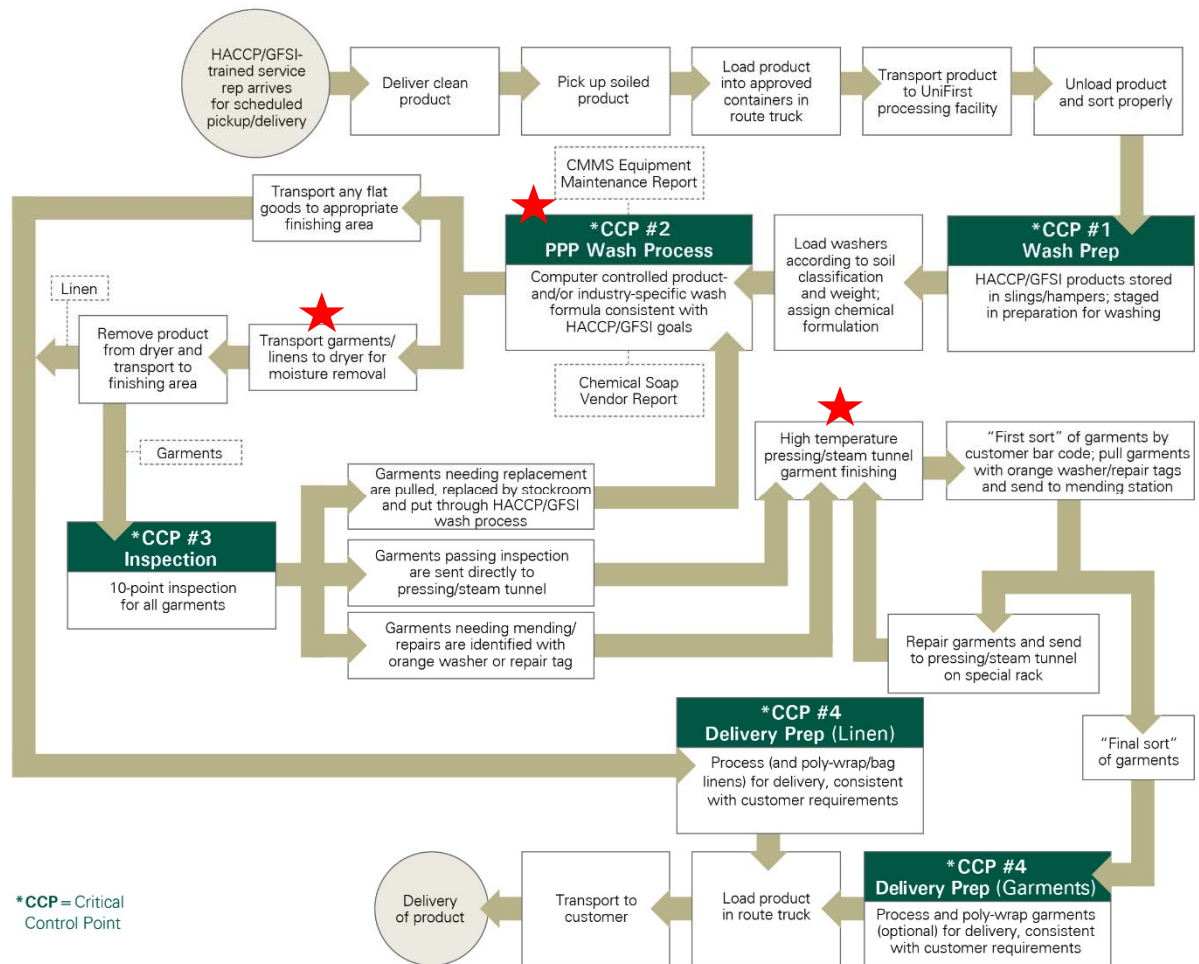 HACCP/GFSI-
trained service
rep arrives
for scheduled
pickup/delivery
Deliver clean
product
Pick up soiled
product
Load product
into approved
containers in
route truck
Transport product
to UniFirst
processing facility
Unload product
and sort properly
CMMS Equipment
Maintenance Report
Transport any flat
goods to appropriate
finishing area
*CCP #2
PPP Wash Process
Computer controlled product-
and/or industry-specific wash
formula consistent with
HACCP/GFSI goals
Load washers
according to soil
classification
and weight;
assign chemical
formulation
*CCP #1
Wash Prep
HACCP/GFSI products stored
in slings/hampers; staged
in preparation for washing
Linen
Remove product
from dryer and
transport to
finishing area
Transport garments/
linens to dryer for
moisture removal
Chemical Soap
Vendor Report
Garments
High temperature
pressing/steam tunnel
garment finishing
"First sort" of garments by
customer bar code; pull garments
with orange washer/repair tags
and send to mending station
Garments needing replacement
are pulled, replaced by stockroom
and put through HACCP/GFSI
wash process
*CCP #3
Inspection
10-point inspection
for all garments
Garments passing inspection
are sent directly to
pressing/steam tunnel
Garments needing mending/
repairs are identified with
orange washer or repair tag
Repair garments and send
to pressing/steam tunnel
on special rack
*CCP #4
Delivery Prep (Linen)
Process (and poly-wrap/bag
linens) for delivery, consistent
with customer requirements
"Final sort"
of garments
*CCP #4
Delivery Prep (Garments)
Process and poly-wrap garments
(optional) for delivery, consistent
with customer requirements
Load product
in route truck
Transport to
customer
Delivery
of product
*CCP = Critical
Control Point